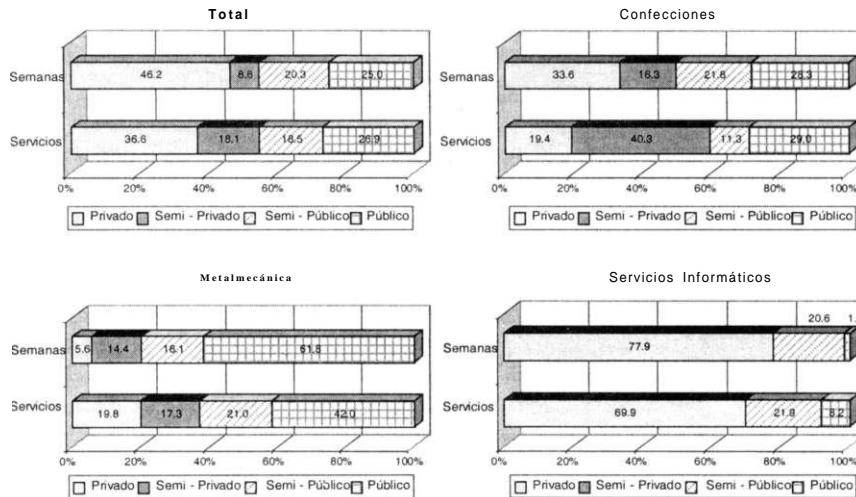 Total
Semanas 46.2 8.6 20.3 25.0
Servicios 36.6 18.1 18.5 26.9
0% 20% 40% 60% 80% 100%
Privado Semi - Privado Semi - Público Público
Confecciones
Semanas 33.6 16.3 21.8 28.3
Servicios 19.4 40.3 11.3 29.0
0% 20% 40% 60% 80% 100%
Privado Semi - Privado Semi - Público Público
Metalmecánica
Semanas 5.6 14.4 18.1 61.8
Servicios 19.8 17.3 21.0 42.0
0% 20% 40% 60% 80% 100%
Privado Semi - Privado Semi - Público Público
Servicios Informáticos
20.6 1.
Semanas 77.9
Servicios 69.9 21.9 8.2
0% 20% 40% 60% 80% 100%
Privado Semi - Privado Semi - Público Público